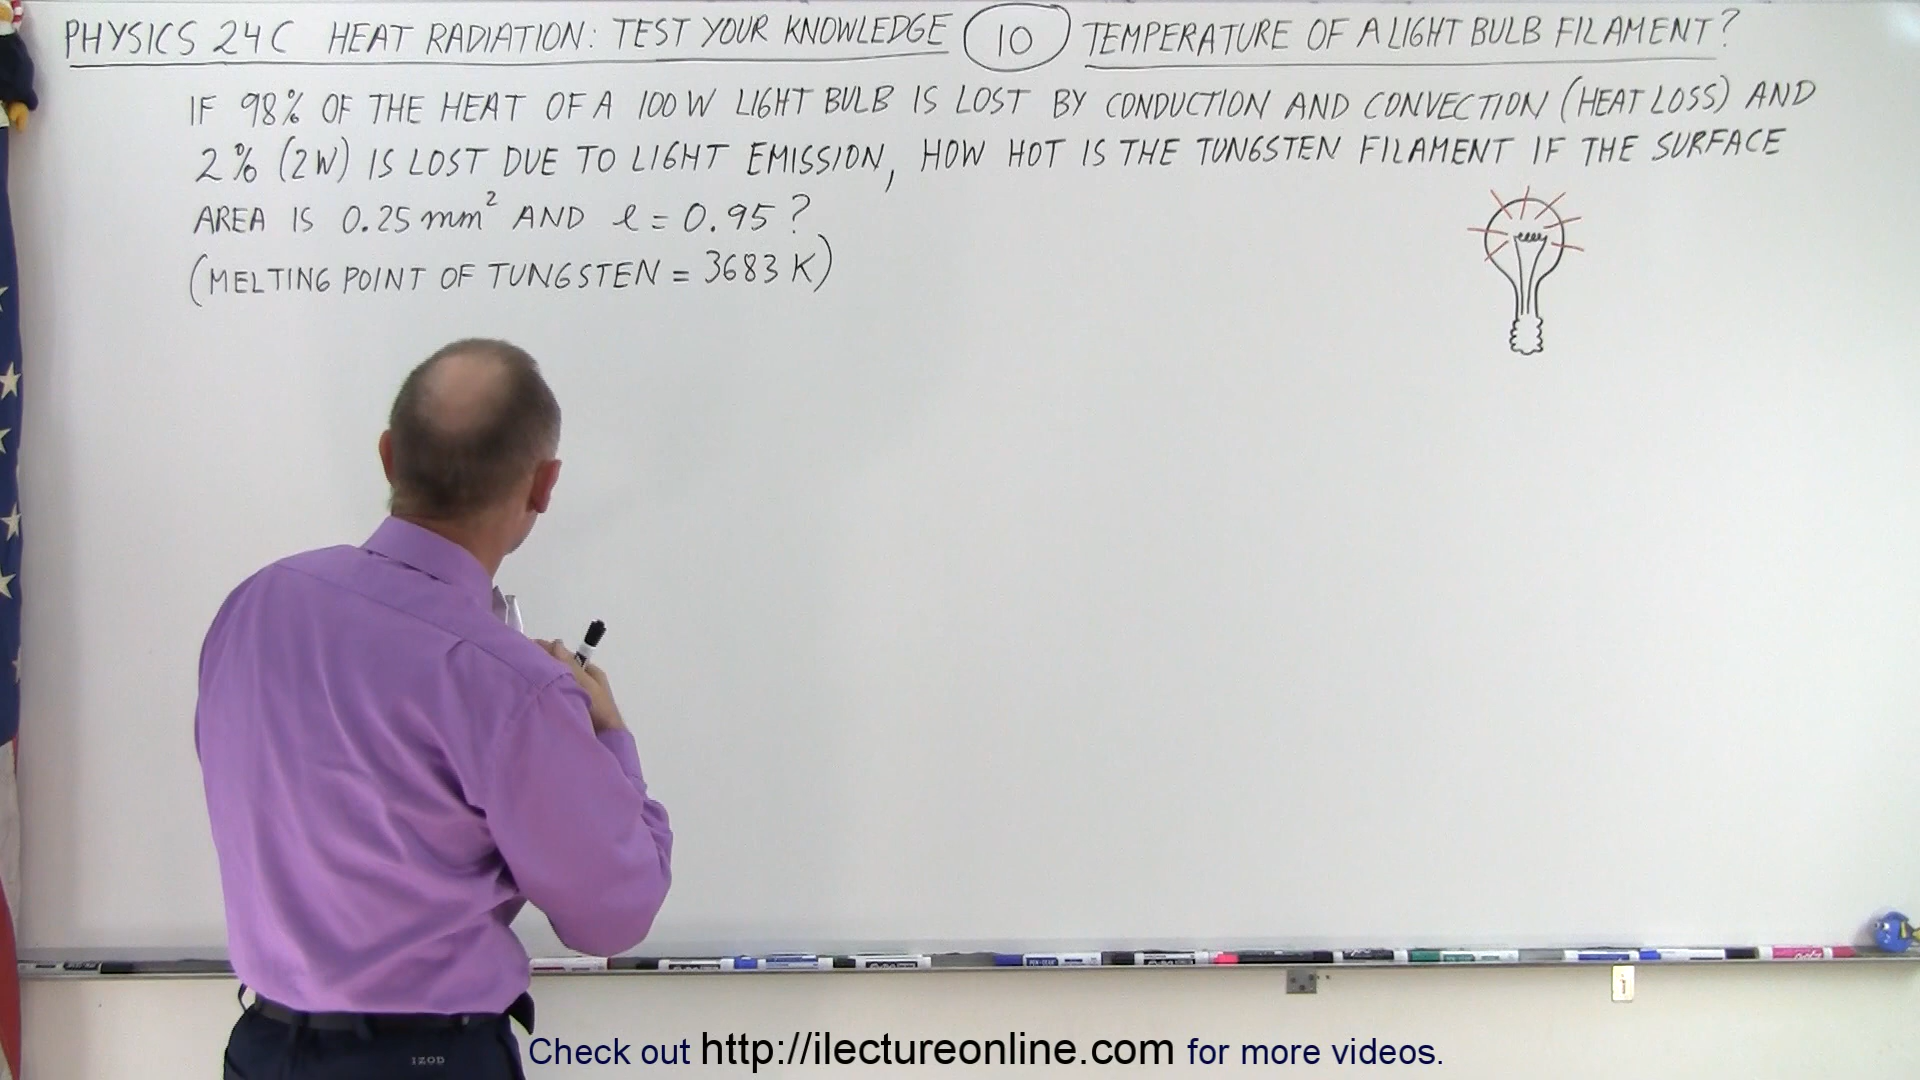 PHYSICS 24C HEAT RADIATION: TEST YOUR KNOWLEDGE 10 TEMPERATURE OF A LIGHT BULB FILAMENT?
IF 98% OF THE HEAT OF A 100 W LIGHT BULB IS LOST BY CONDUCTION AND CONVECTION (HEAT LOSS) AND
2% (2W) IS LOST DUE TO LIGHT EMISSION, HOW HOT IS THE TUNGSTEN FILAMENT IF THE SURFACE
AREA IS 0.25 mm² AND e = 0.95?
(MELTING POINT OF TUNGSTEN = 3683 K)
IZOD
Check out http://ilectureonline.com for more videos.